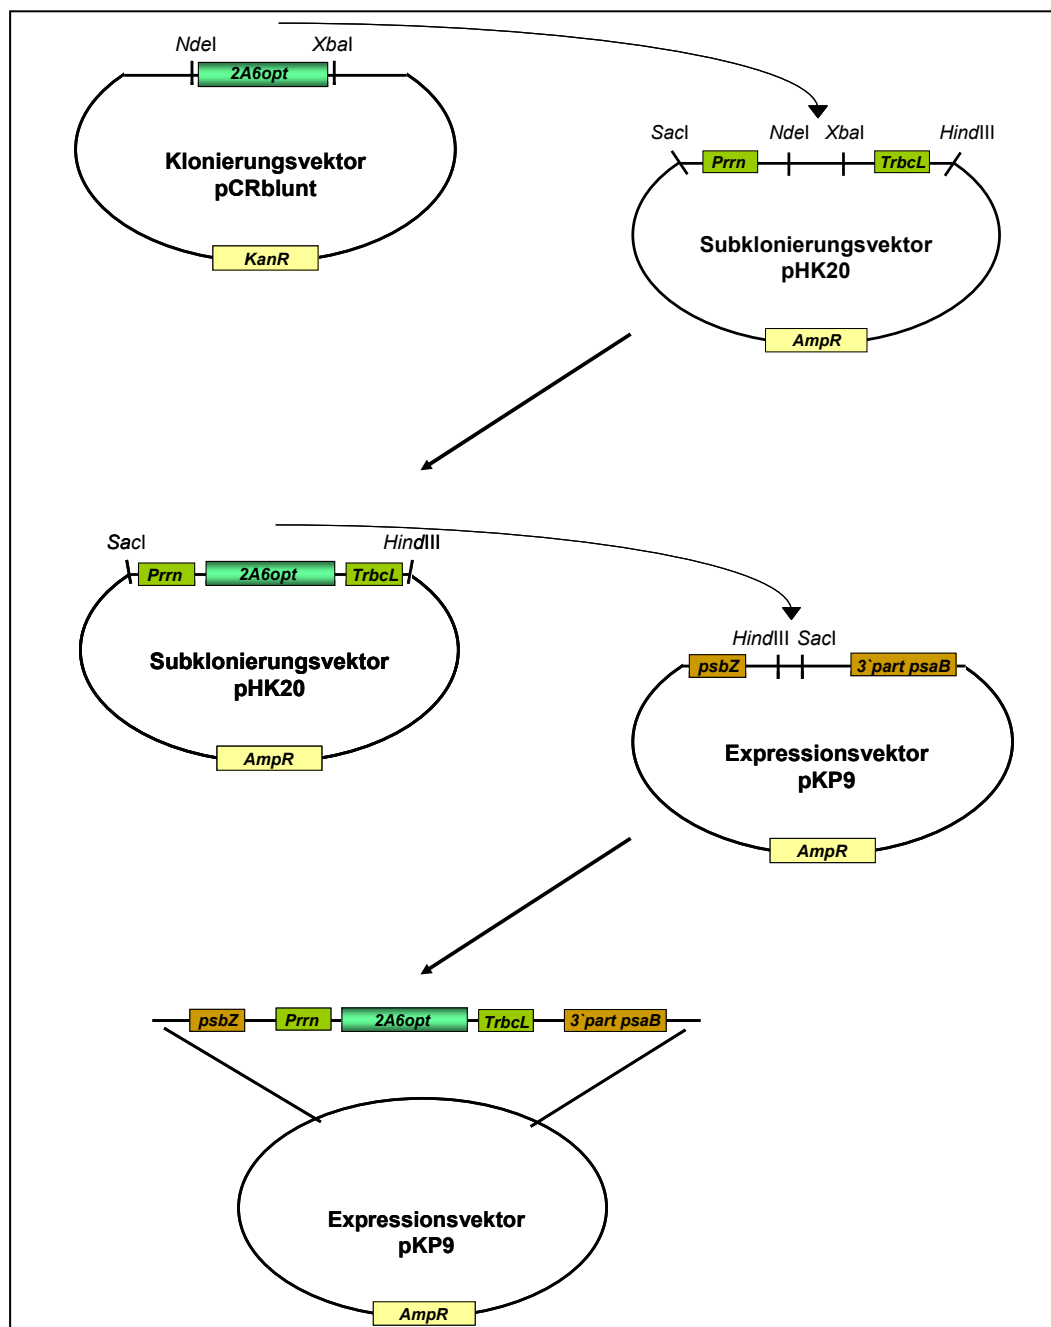 NdeI XbaI
2A6opt
Klonierungsvektor
pCRblunt
KanR
SacI NdeI XbaI HindIII
Prrn TrbcL
Subklonierungsvektor
pHK20
AmpR
SacI HindIII
Prrn 2A6opt TrbcL
Subklonierungsvektor
pHK20
AmpR
HindIII SacI
psbZ 3`part psaB
Expressionsvektor
pKP9
AmpR
psbZ Prrn 2A6opt TrbcL 3`part psaB
Expressionsvektor
pKP9
AmpR